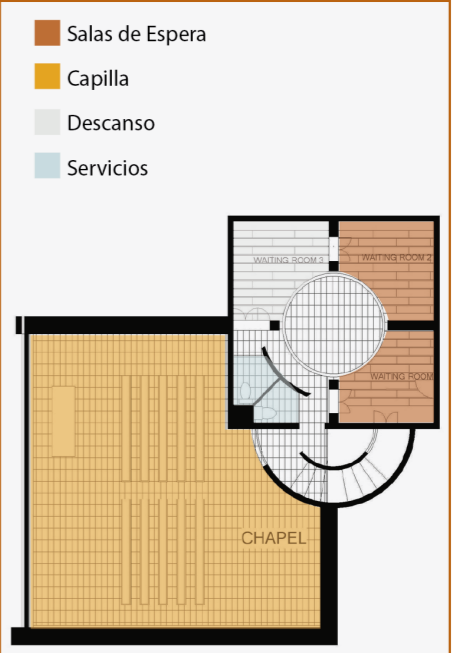 Salas de Espera
Capilla
Descanso
Servicios
WAITING ROOM 3
WAITING ROOM 2
WAITING ROOM
CHAPEL